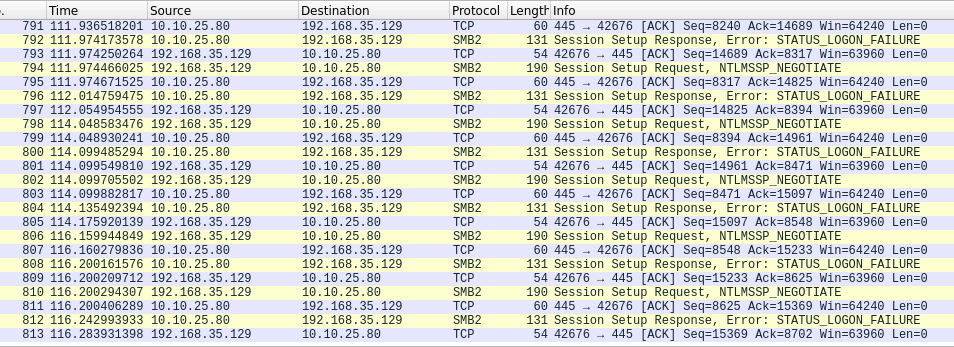 . Time Source Destination Protocol Length Info
791 111.936518201 10.10.25.80 192.168.35.129 TCP 60 445 → 42676 [ACK] Seq=8240 Ack=14689 Win=64240 Len=0
792 111.974173578 10.10.25.80 192.168.35.129 SMB2 131 Session Setup Response, Error: STATUS_LOGON_FAILURE
793 111.974250264 192.168.35.129 10.10.25.80 TCP 54 42676 → 445 [ACK] Seq=14689 Ack=8317 Win=63960 Len=0
794 111.974466025 192.168.35.129 10.10.25.80 SMB2 190 Session Setup Request, NTLMSSP_NEGOTIATE
795 111.974671525 10.10.25.80 192.168.35.129 TCP 60 445 → 42676 [ACK] Seq=8317 Ack=14825 Win=64240 Len=0
796 112.014759475 10.10.25.80 192.168.35.129 SMB2 131 Session Setup Response, Error: STATUS_LOGON_FAILURE
797 112.054954555 192.168.35.129 10.10.25.80 TCP 54 42676 → 445 [ACK] Seq=14825 Ack=8394 Win=63960 Len=0
798 114.048583476 192.168.35.129 10.10.25.80 SMB2 190 Session Setup Request, NTLMSSP_NEGOTIATE
799 114.048930241 10.10.25.80 192.168.35.129 TCP 60 445 → 42676 [ACK] Seq=8394 Ack=14961 Win=64240 Len=0
800 114.099485294 10.10.25.80 192.168.35.129 SMB2 131 Session Setup Response, Error: STATUS_LOGON_FAILURE
801 114.099549810 192.168.35.129 10.10.25.80 TCP 54 42676 → 445 [ACK] Seq=14961 Ack=8471 Win=63960 Len=0
802 114.099705502 192.168.35.129 10.10.25.80 SMB2 190 Session Setup Request, NTLMSSP_NEGOTIATE
803 114.099882817 10.10.25.80 192.168.35.129 TCP 60 445 → 42676 [ACK] Seq=8471 Ack=15097 Win=64240 Len=0
804 114.135492394 10.10.25.80 192.168.35.129 SMB2 131 Session Setup Response, Error: STATUS_LOGON_FAILURE
805 114.175920139 192.168.35.129 10.10.25.80 TCP 54 42676 → 445 [ACK] Seq=15097 Ack=8548 Win=63960 Len=0
806 116.159944849 192.168.35.129 10.10.25.80 SMB2 190 Session Setup Request, NTLMSSP_NEGOTIATE
807 116.160279836 10.10.25.80 192.168.35.129 TCP 60 445 → 42676 [ACK] Seq=8548 Ack=15233 Win=64240 Len=0
808 116.200161576 10.10.25.80 192.168.35.129 SMB2 131 Session Setup Response, Error: STATUS_LOGON_FAILURE
809 116.200209712 192.168.35.129 10.10.25.80 TCP 54 42676 → 445 [ACK] Seq=15233 Ack=8625 Win=63960 Len=0
810 116.200294307 192.168.35.129 10.10.25.80 SMB2 190 Session Setup Request, NTLMSSP_NEGOTIATE
811 116.200406289 10.10.25.80 192.168.35.129 TCP 60 445 → 42676 [ACK] Seq=8625 Ack=15369 Win=64240 Len=0
812 116.242993933 10.10.25.80 192.168.35.129 SMB2 131 Session Setup Response, Error: STATUS_LOGON_FAILURE
813 116.283931398 192.168.35.129 10.10.25.80 TCP 54 42676 → 445 [ACK] Seq=15369 Ack=8702 Win=63960 Len=0